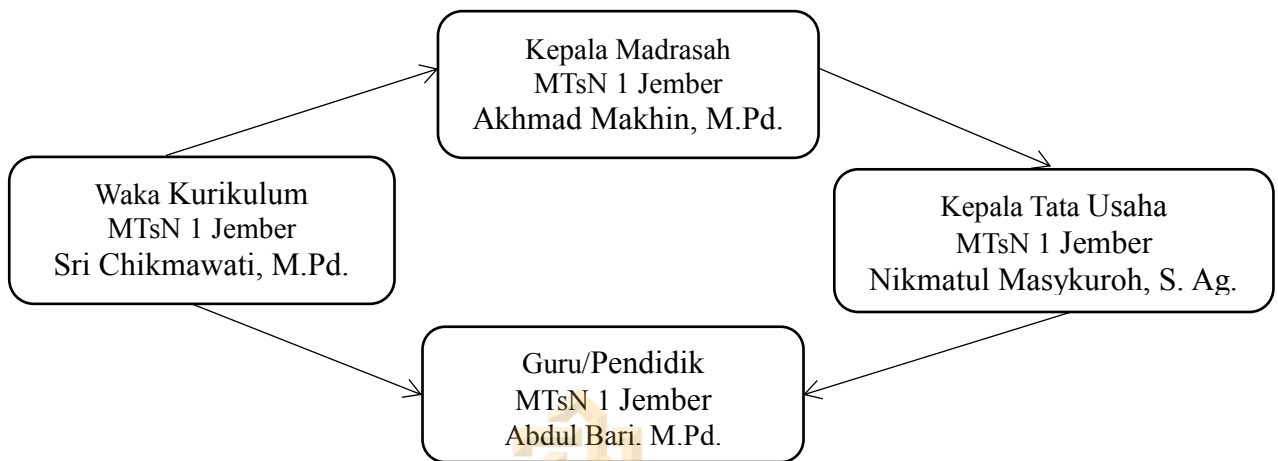 Kepala Madrasah
MTsN 1 Jember
Akhmad Makhin, M.Pd.
Waka Kurikulum
MTsN 1 Jember
Sri Chikmawati, M.Pd.
Kepala Tata Usaha
MTsN 1 Jember
Nikmatul Masykuroh, S. Ag.
Guru/Pendidik
MTsN 1 Jember
Abdul Bari, M.Pd.